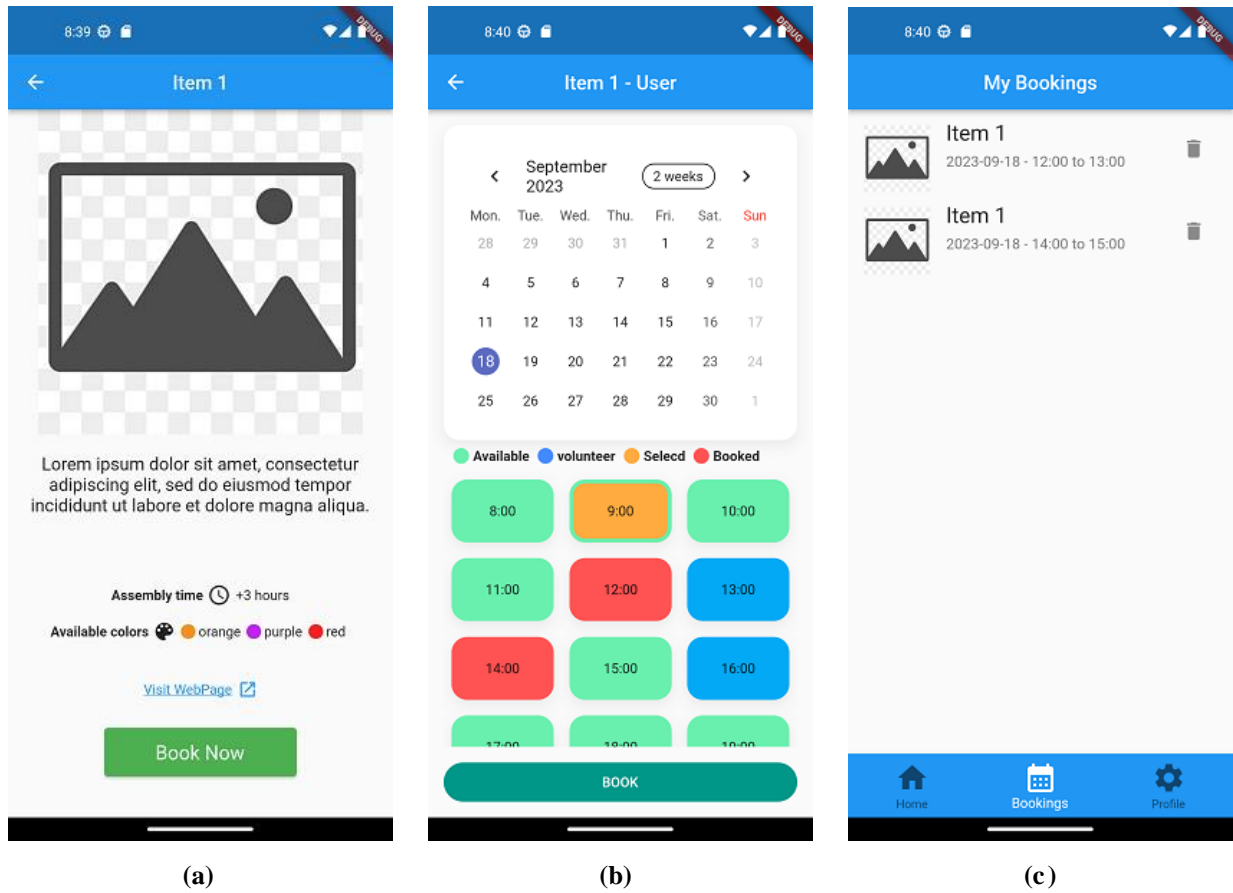 8:39
DEBUG
Item 1
Lorem ipsum dolor sit amet, consectetur
adipiscing elit, sed do eiusmod tempor
incididunt ut labore et dolore magna aliqua.
Assembly time +3 hours
Available colors orange purple red
Visit WebPage
Book Now
(a)
8:40
DEBUG
Item 1 - User
September
2023
2 weeks
Mon. Tue. Wed. Thu. Fri. Sat. Sun
28 29 30 31 1 2 3
4 5 6 7 8 9 10
11 12 13 14 15 16 17
18 19 20 21 22 23 24
25 26 27 28 29 30 1
Available volunteer Selecd Booked
8:00 9:00 10:00
11:00 12:00 13:00
14:00 15:00 16:00
17:00 18:00 19:00
BOOK
(b)
8:40
DEBUG
My Bookings
Item 1
2023-09-18 - 12:00 to 13:00
Item 1
2023-09-18 - 14:00 to 15:00
Home Bookings Profile
(c)